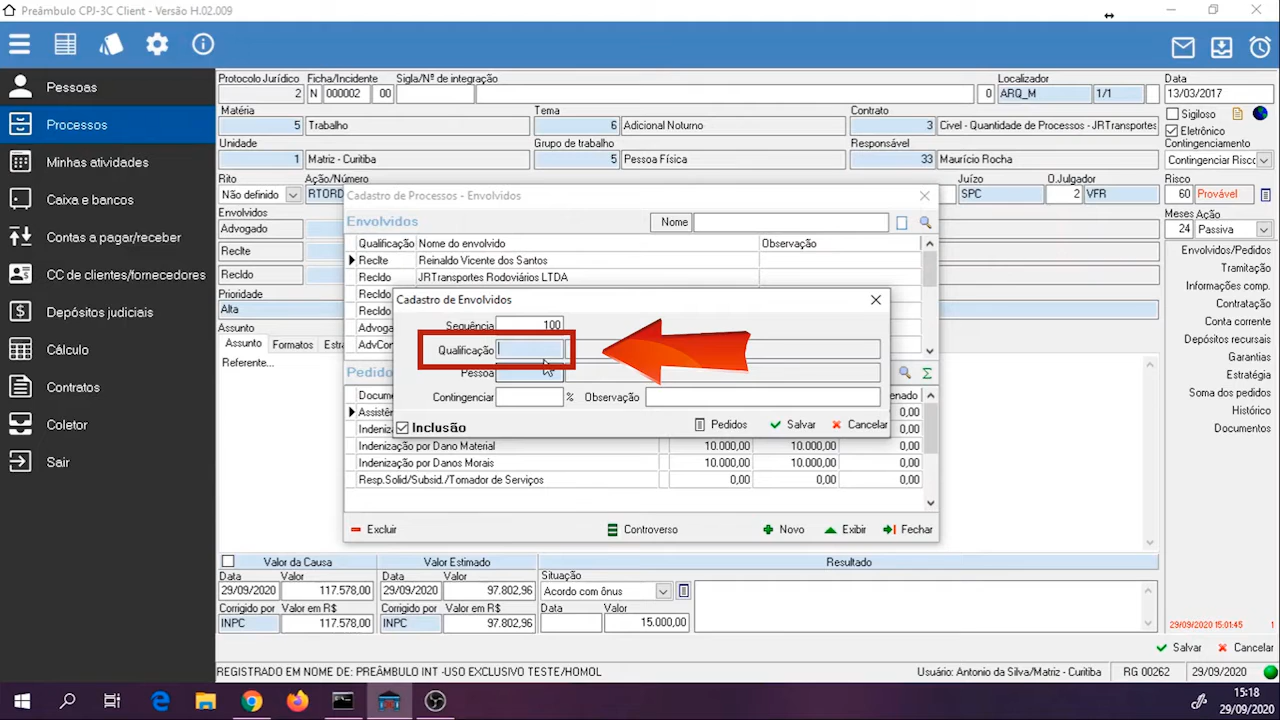 Preâmbulo CPJ-3C Client - Versão H.02.009
Pessoas
Processos
Minhas atividades
Caixa e bancos
Contas a pagar/receber
CC de clientes/fornecedores
Depósitos judiciais
Cálculo
Contratos
Coletor
Sair
Protocolo Jurídico Ficha/Incidente Sigla/Nº de integração Localizador Data
2 N 000002 00 0 ARQ_M 1/1 13/03/2017
Matéria Tema Contrato
5 Trabalho 6 Adicional Noturno 3 Civel - Quantidade de Processos - JRTransportes
Sigiloso
Eletrônico
Unidade Grupo de trabalho Responsável
1 Matriz - Curitiba 5 Pessoa Física 33 Maurício Rocha
Contingenciamento
Contingenciar Risco
Rito Ação/Número Juízo O.Julgador Risco
Não definido RTORD SPC 2 VFR 60 Provável
Meses Ação
24 Passiva
Envolvidos
Advogado
Reclte
Recldo
Prioridade
Alta
Assunto
Assunto Formatos
Referente...
Envolvidos/Pedidos
Tramitação
Informações comp.
Contratação
Conta corrente
Depósitos recursais
Garantias
Estratégia
Soma dos pedidos
Histórico
Documentos
Cadastro de Processos - Envolvidos
Envolvidos Nome
Qualificação Nome do envolvido Observação
Reclte Reinaldo Vicente dos Santos
Recldo JRTransportes Rodoviários LTDA
Recldo
Recldo
Cadastro de Envolvidos
Sequência 100
Qualificação
Pessoa
Contingenciar % Observação
Inclusão Pedidos Salvar Cancelar
0,00
0,00
Indenização por Dano Material 10.000,00 10.000,00 0,00
Indenização por Danos Morais 10.000,00 10.000,00 0,00
Resp.Solid/Subsid./Tomador de Serviços 0,00 0,00 0,00
Excluir Controverso Novo Exibir Fechar
Valor da Causa Valor Estimado Resultado
Data Valor Data Valor Situação
29/09/2020 117.578,00 29/09/2020 97.802,96 Acordo com ônus
Corrigido por Valor em R$ Corrigido por Valor em R$ Data Valor
INPC 117.578,00 INPC 97.802,96 15.000,00
29/09/2020 15:01:45 1
Salvar Cancelar
REGISTRADO EM NOME DE: PREÂMBULO INT -USO EXCLUSIVO TESTE/HOMOL Usuário: Antonio da Silva/Matriz - Curitiba RG 00262 29/09/2020
15:18
29/09/2020